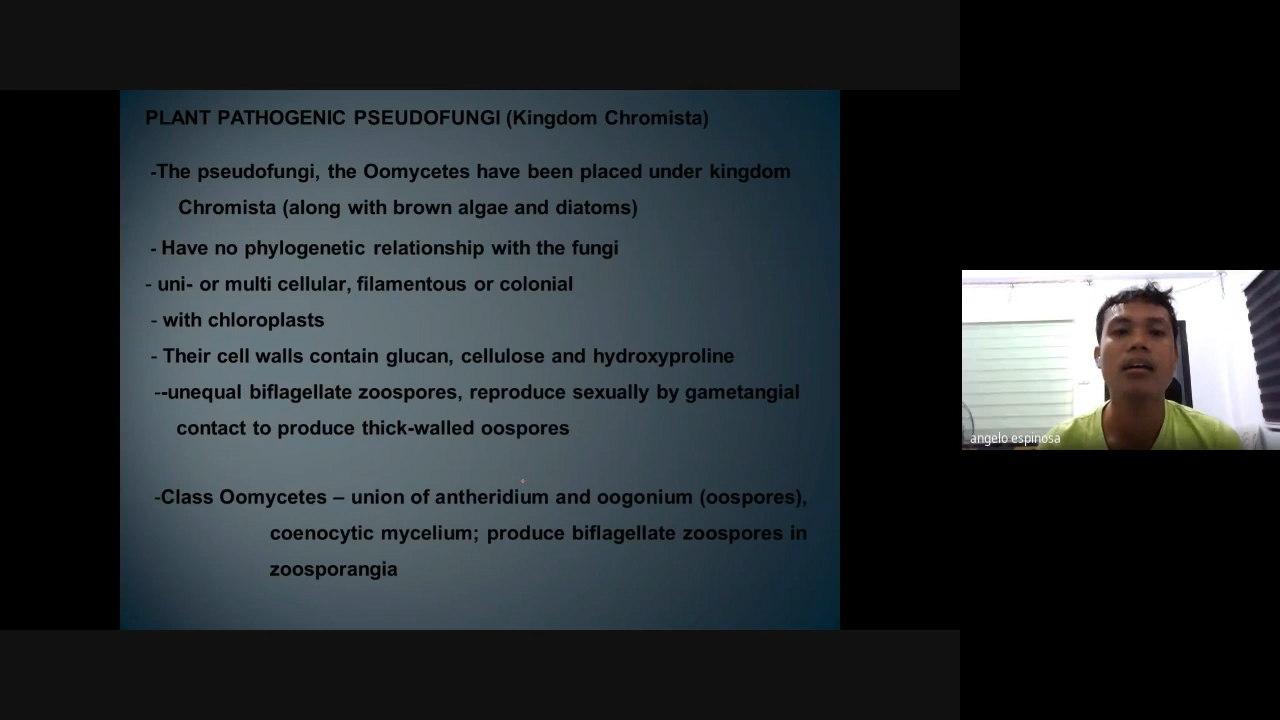 PLANT PATHOGENIC PSEUDOFUNGI (Kingdom Chromista)
-The pseudofungi, the Oomycetes have been placed under kingdom
Chromista (along with brown algae and diatoms)
- Have no phylogenetic relationship with the fungi
- uni- or multi cellular, filamentous or colonial
- with chloroplasts
- Their cell walls contain glucan, cellulose and hydroxyproline
--unequal biflagellate zoospores, reproduce sexually by gametangial
contact to produce thick-walled oospores
-Class Oomycetes – union of antheridium and oogonium (oospores),
coenocytic mycelium; produce biflagellate zoospores in
zoosporangia
angelo espinosa